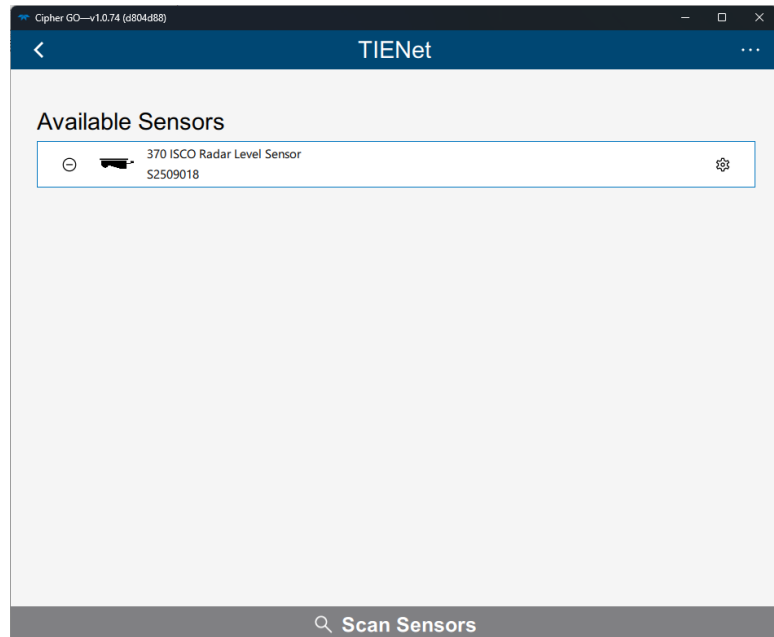 Cipher GO—v1.0.74 (d804d88)
TIENet
Available Sensors
370 ISCO Radar Level Sensor
S2509018
Scan Sensors